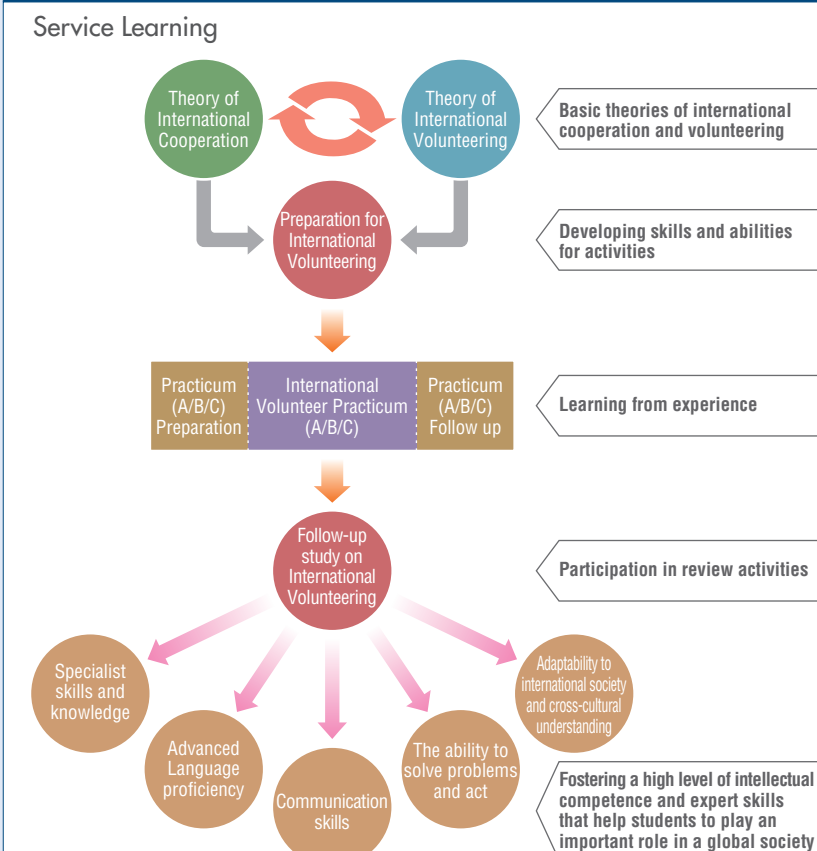 Service Learning
Theory of
International
Cooperation
Theory of
International
Volunteering
Basic theories of international
cooperation and volunteering
Preparation for
International
Volunteering
Developing skills and abilities
for activities
Practicum
(A/B/C)
Preparation
International
Volunteer Practicum
(A/B/C)
Practicum
(A/B/C)
Follow up
Learning from experience
Follow-up
study on
International
Volunteering
Participation in review activities
Specialist
skills and
knowledge
Advanced
Language
proficiency
Communication
skills
The ability to
solve problems
and act
Adaptability to
international society
and cross-cultural
understanding
Fostering a high level of intellectual
competence and expert skills
that help students to play an
important role in a global society